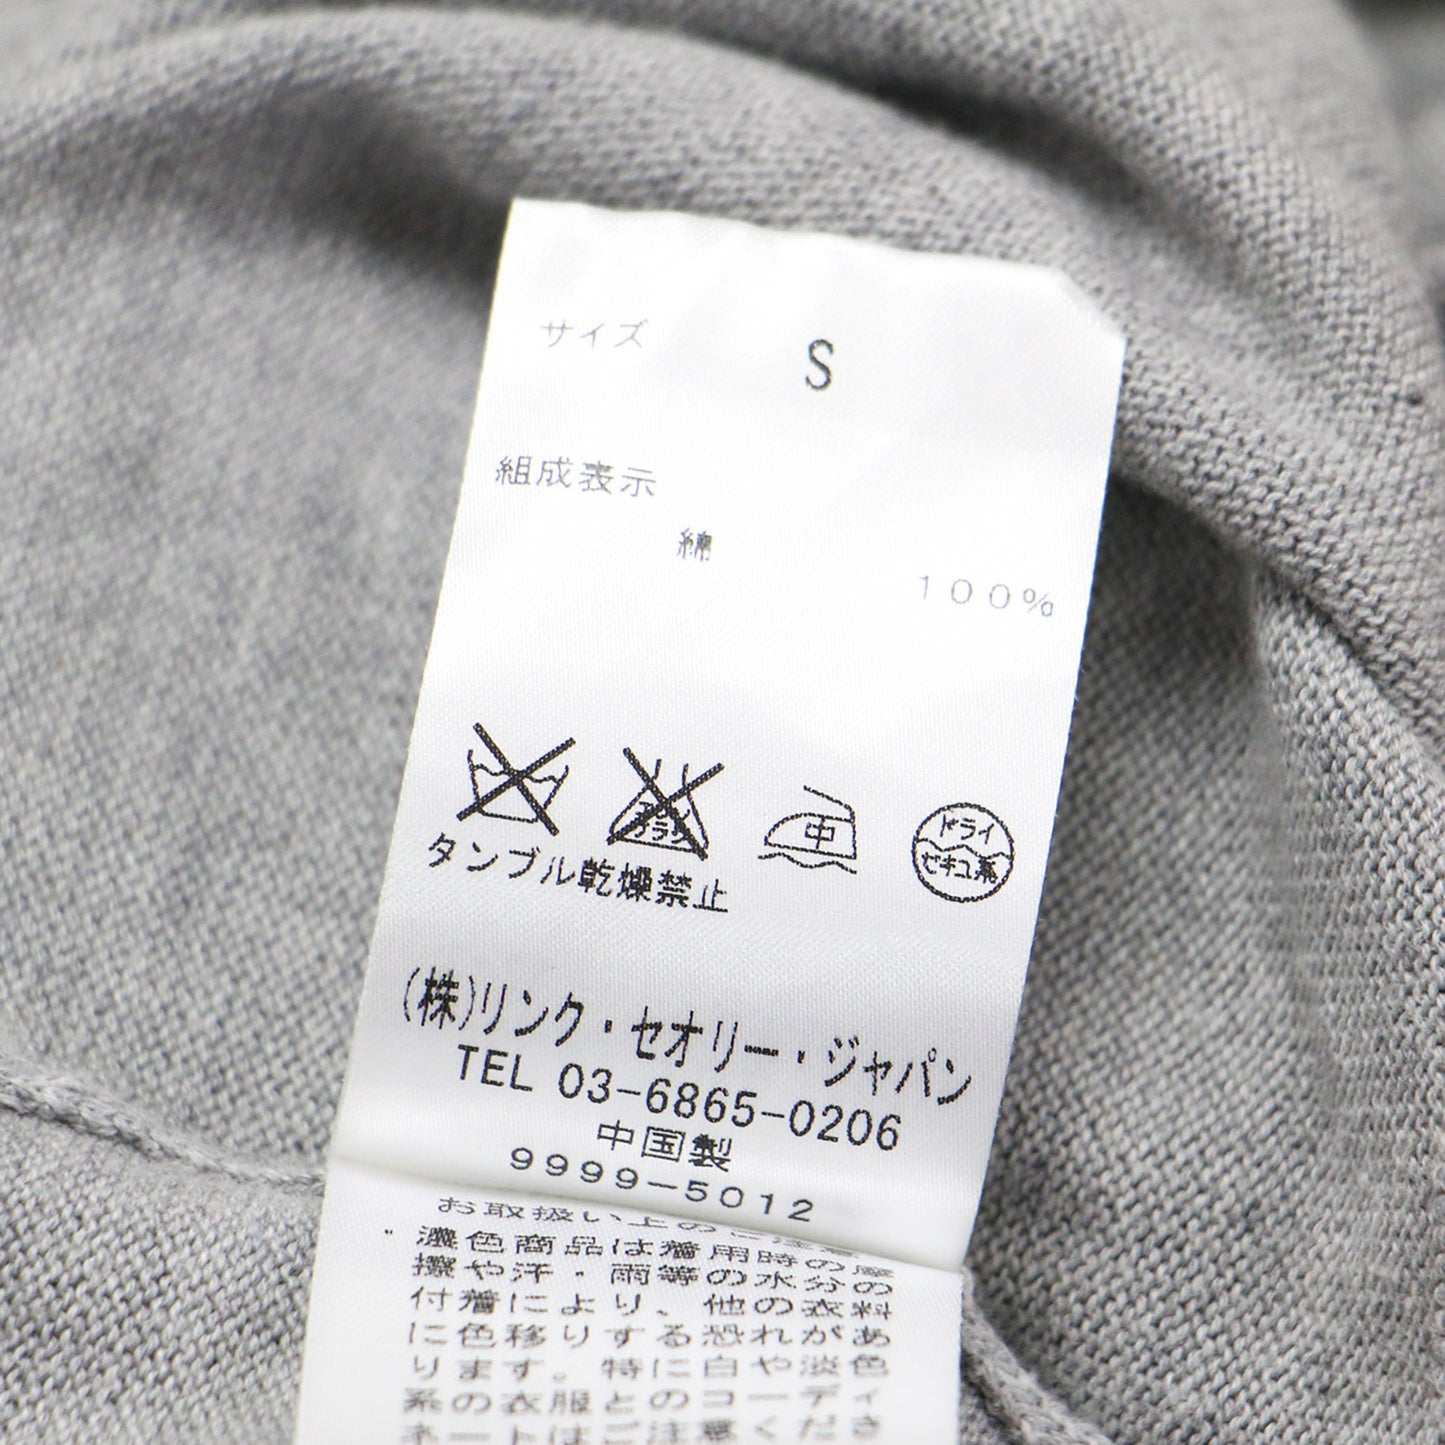 サイズ S
組成表示
綿
100%
エンソ
サラシ
中
ドライ
セキユ系
タンブル乾燥禁止
(株)リンク・セオリー・ジャパン
TEL 03-6865-0206
中国製
9999-5012
お取扱い上のご注意
・濃色商品は着用時の摩
擦や汗・雨等の水分の
付着により、他の衣料
に色移りする恐れがあ
ります。特に白や淡色
系の衣服とのコーディ
ネートはご注意くださ